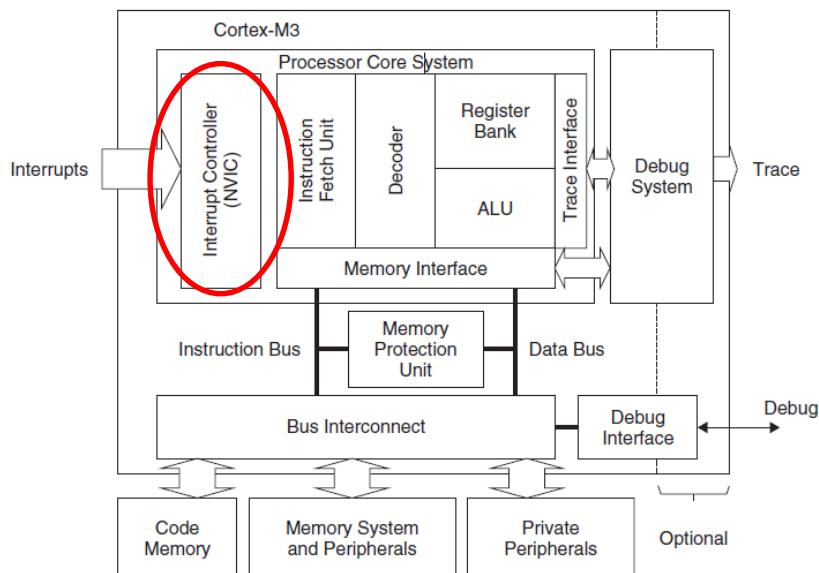 Cortex-M3
Processor Core System
Interrupts
Interrupt Controller
(NVIC)
Instruction
Fetch Unit
Decoder
Register
Bank
ALU
Trace Interface
Debug
System
Trace
Memory Interface
Instruction Bus
Memory
Protection
Unit
Data Bus
Bus Interconnect
Debug
Interface
Debug
Code
Memory
Memory System
and Peripherals
Private
Peripherals
Optional